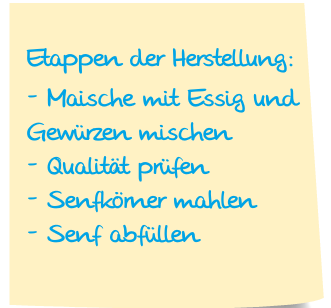 Etappen der Herstellung:
- Maische mit Essig und
Gewürzen mischen
- Qualität prüfen
- Senfkörner mahlen
- Senf abfüllen